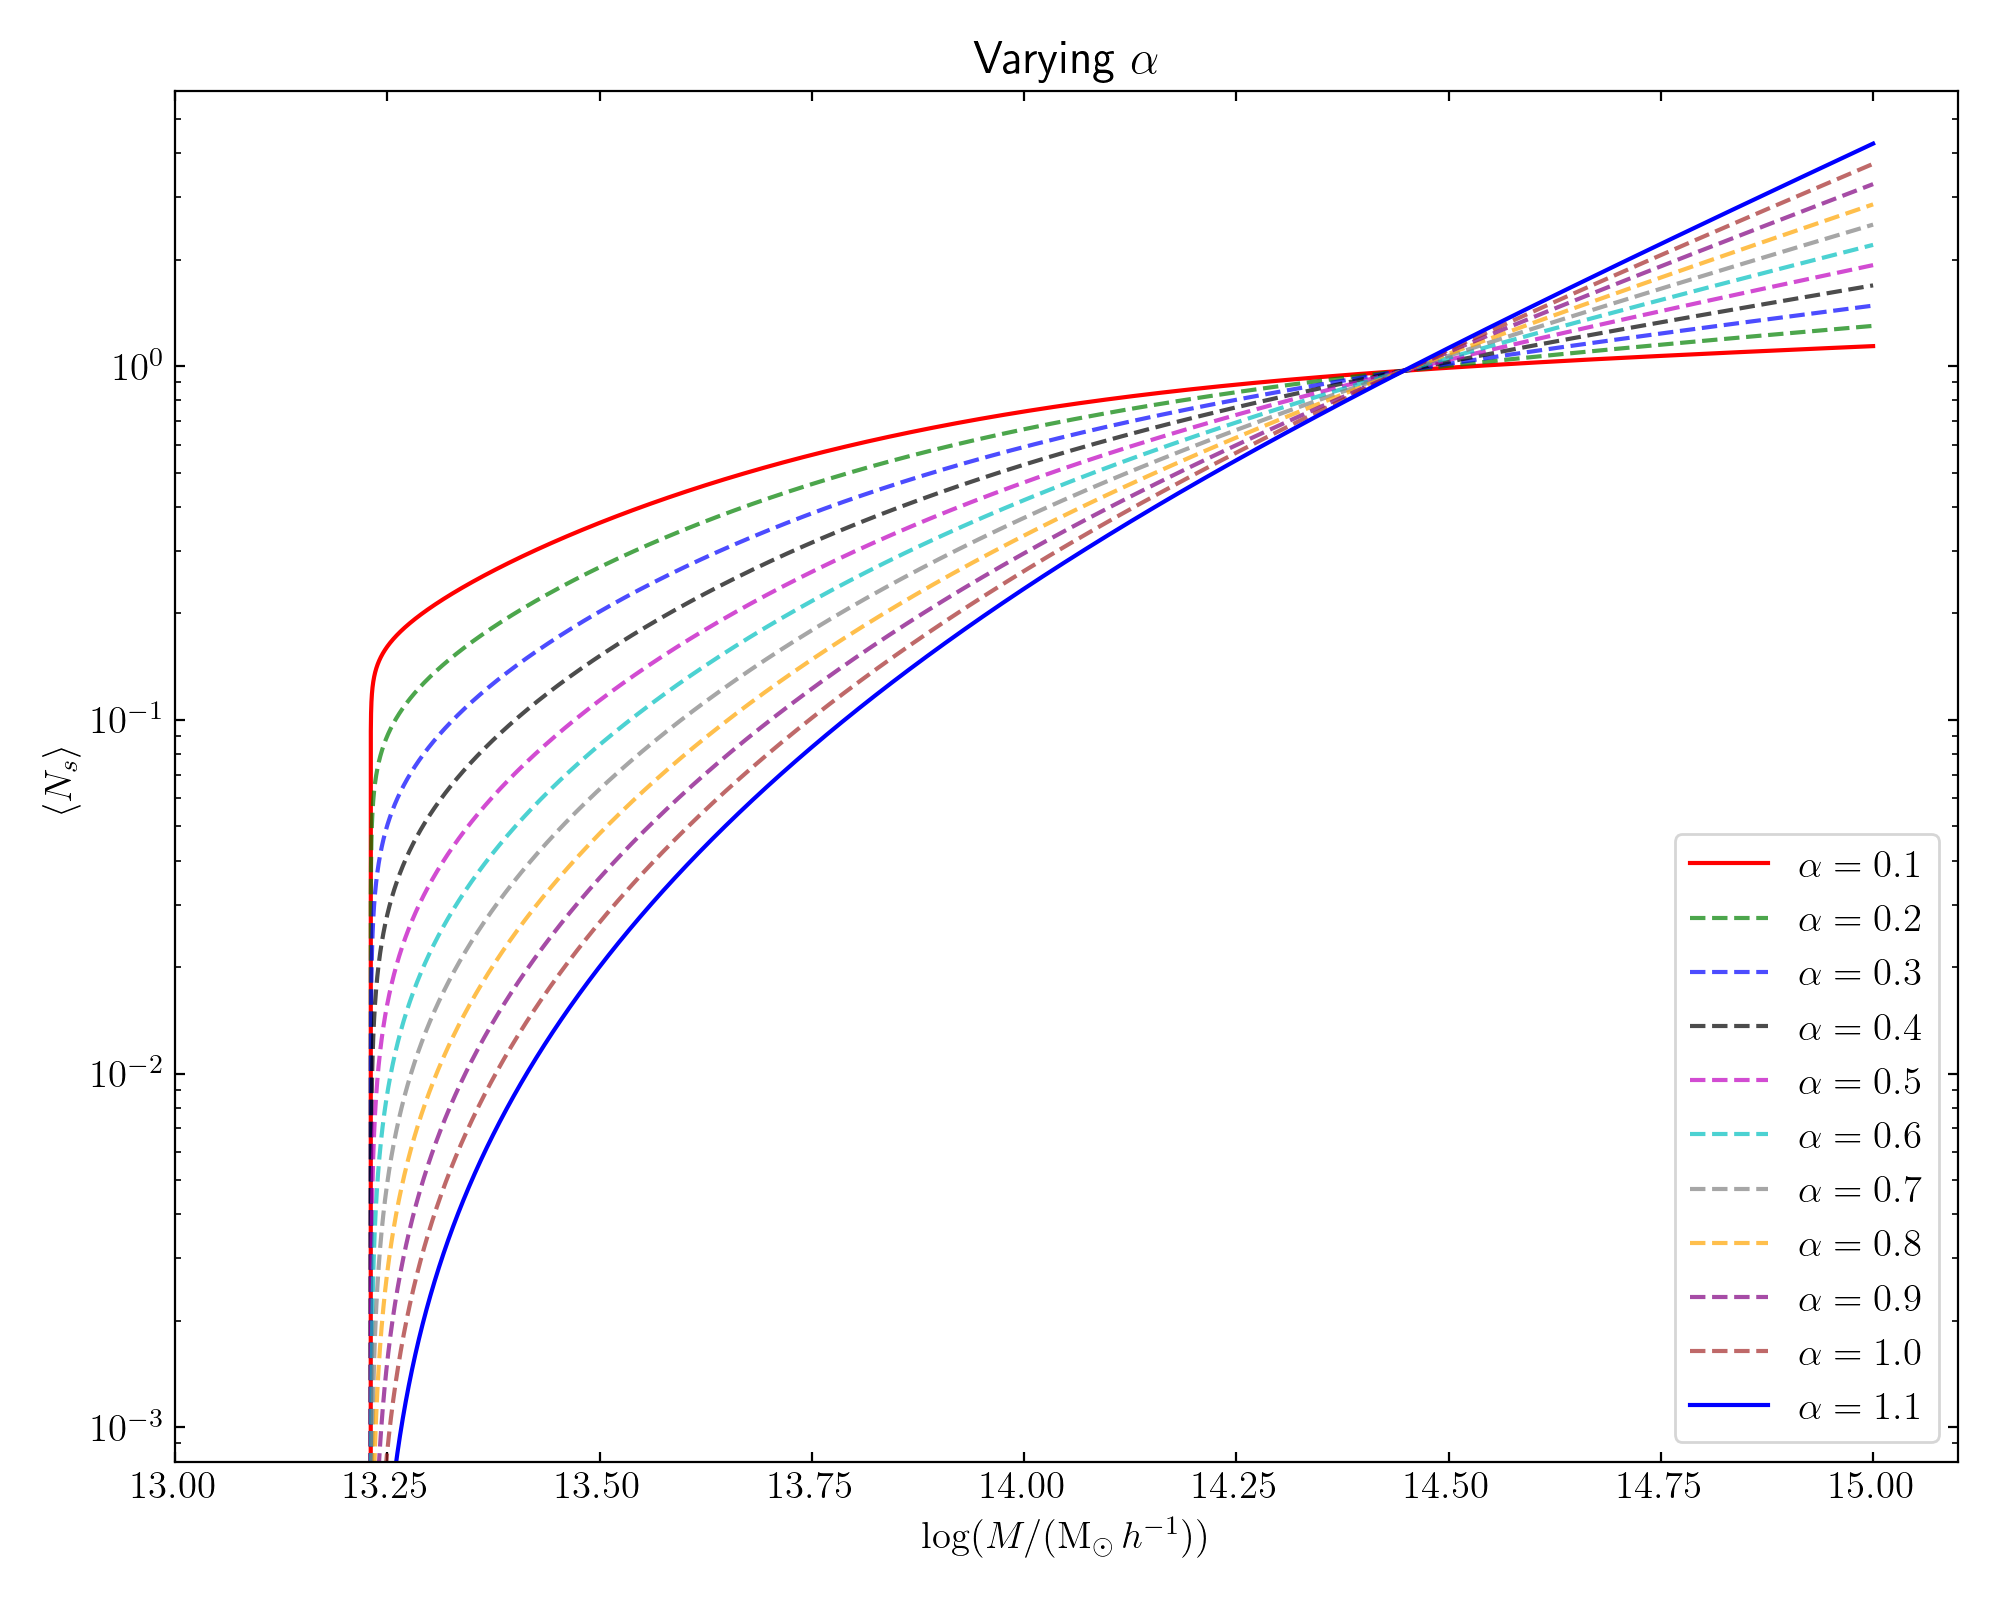 Varying α
⟨N_s⟩
10^0
10^{-1}
10^{-2}
10^{-3}
α = 0.1
α = 0.2
α = 0.3
α = 0.4
α = 0.5
α = 0.6
α = 0.7
α = 0.8
α = 0.9
α = 1.0
α = 1.1
13.00 13.25 13.50 13.75 14.00 14.25 14.50 14.75 15.00
log(M/(M_⊙ h^{-1}))